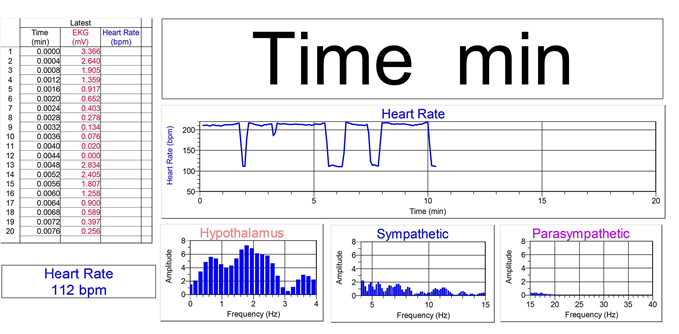 Latest
Time EKG Heart Rate
(min) (mV) (bpm)
1 0.0000 3.366
2 0.0004 2.640
3 0.0008 1.905
4 0.0012 1.359
5 0.0016 0.917
6 0.0020 0.652
7 0.0024 0.403
8 0.0028 0.278
9 0.0032 0.134
10 0.0036 0.076
11 0.0040 0.020
12 0.0044 0.000
13 0.0048 2.834
14 0.0052 2.405
15 0.0056 1.807
16 0.0060 1.258
17 0.0064 0.900
18 0.0068 0.589
19 0.0072 0.397
20 0.0076 0.256
Heart Rate
112 bpm
Time min
Heart Rate
Heart Rate (bpm)
200
150
100
50
0 5 10 15 20
Time (min)
Hypothalamus
Amplitude
8
6
4
2
0
0 1 2 3 4
Frequency (Hz)
Sympathetic
Amplitude
8
6
4
2
0
5 10 15
Frequency (Hz)
Parasympathetic
Amplitude
8
6
4
2
0
15 20 25 30 35 40
Frequency (Hz)